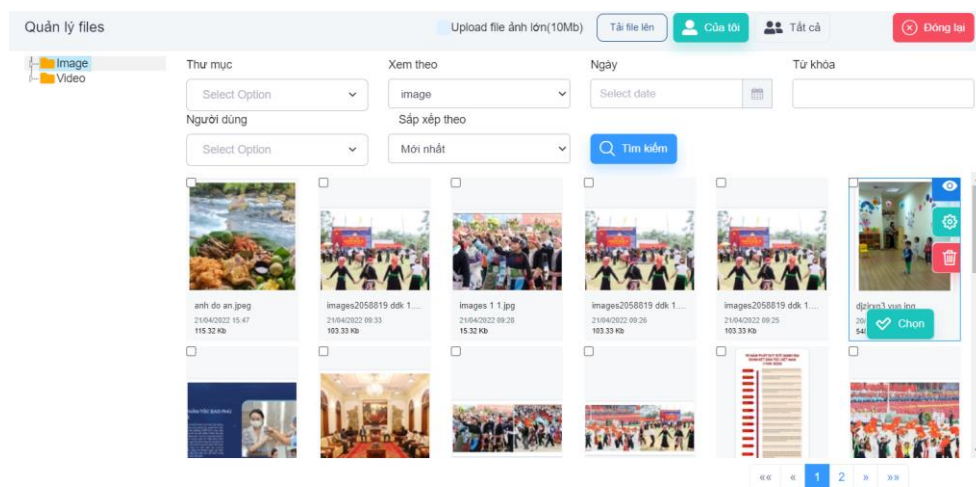 Quản lý files
Upload file ảnh lớn(10Mb)
Tải file lên
Của tôi
Tất cả
Đóng lại
Image
Video
Thư mục
Xem theo
Ngày
Từ khóa
Select Option
image
Select date
Người dùng
Sắp xếp theo
Select Option
Mới nhất
Tìm kiếm
anh do an.jpeg
images2058819 ddk 1....
images 1 1.jpg
images2058819 ddk 1....
images2058819 ddk 1....
21/04/2022 15:47
21/04/2022 09:33
21/04/2022 09:28
21/04/2022 09:26
21/04/2022 09:25
115.32 Kb
103.33 Kb
15.32 Kb
103.33 Kb
103.33 Kb
Chọn
«« « 1 2 » »»